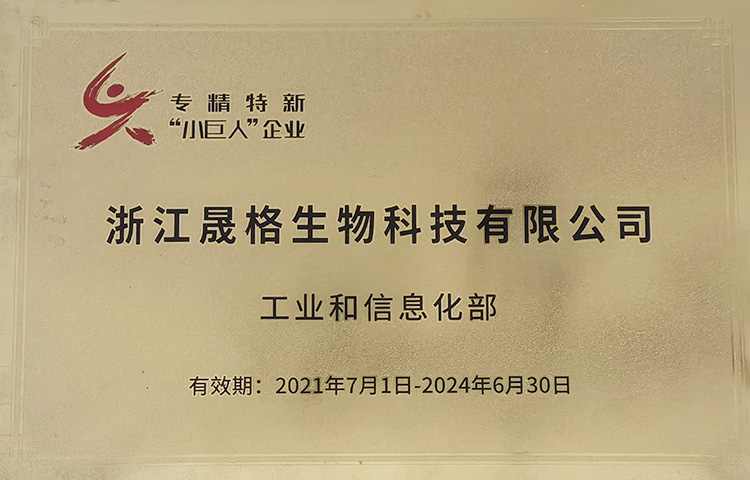 专精特新
“小巨人”企业
浙江晟格生物科技有限公司
工业和信息化部
有效期：2021年7月1日-2024年6月30日